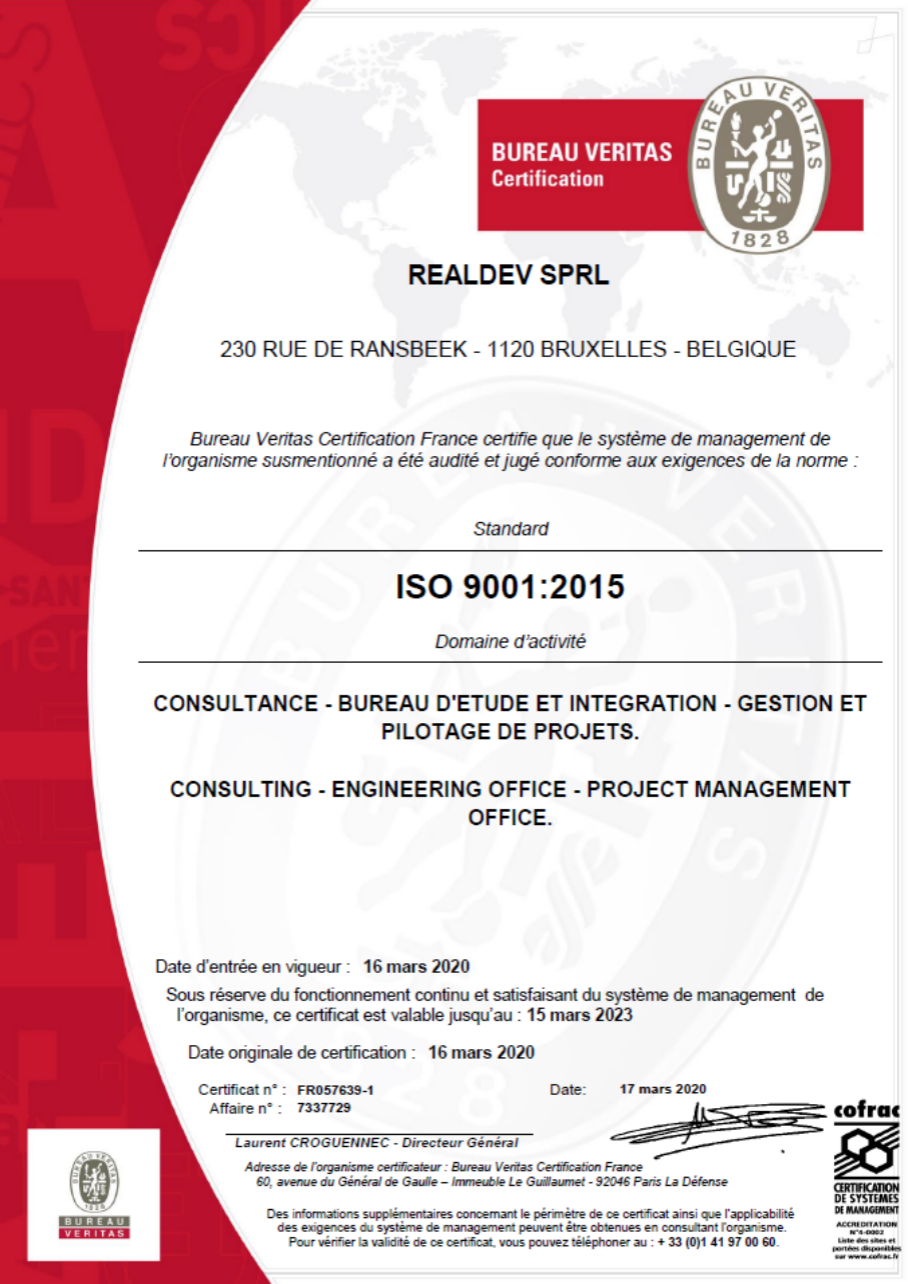 BUREAU VERITAS
Certification
BUREAU VERITAS
1828
REALDEV SPRL
230 RUE DE RANSBEEK - 1120 BRUXELLES - BELGIQUE
Bureau Veritas Certification France certifie que le système de management de
l'organisme susmentionné a été audité et jugé conforme aux exigences de la norme :
Standard
ISO 9001:2015
Domaine d'activité
CONSULTANCE - BUREAU D'ETUDE ET INTEGRATION - GESTION ET
PILOTAGE DE PROJETS.
CONSULTING - ENGINEERING OFFICE - PROJECT MANAGEMENT
OFFICE.
Date d'entrée en vigueur : 16 mars 2020
Sous réserve du fonctionnement continu et satisfaisant du système de management de
l'organisme, ce certificat est valable jusqu'au : 15 mars 2023
Date originale de certification : 16 mars 2020
Certificat n° : FR057639-1 Date: 17 mars 2020
Affaire n° : 7337729
Laurent CROGUENNEC - Directeur Général
Adresse de l'organisme certificateur : Bureau Veritas Certification France
60, avenue du Général de Gaulle – Immeuble Le Guillaumet - 92046 Paris La Défense
Des informations supplémentaires concernant le périmètre de ce certificat ainsi que l'applicabilité
des exigences du système de management peuvent être obtenues en consultant l'organisme.
Pour vérifier la validité de ce certificat, vous pouvez téléphoner au : + 33 (0)1 41 97 00 60.
BUREAU VERITAS
1828
BUREAU
VERITAS
cofrac
CERTIFICATION
DE SYSTEMES
DE MANAGEMENT
ACCREDITATION
N°4-0002
Liste des sites et
portées disponibles
sur www.cofrac.fr